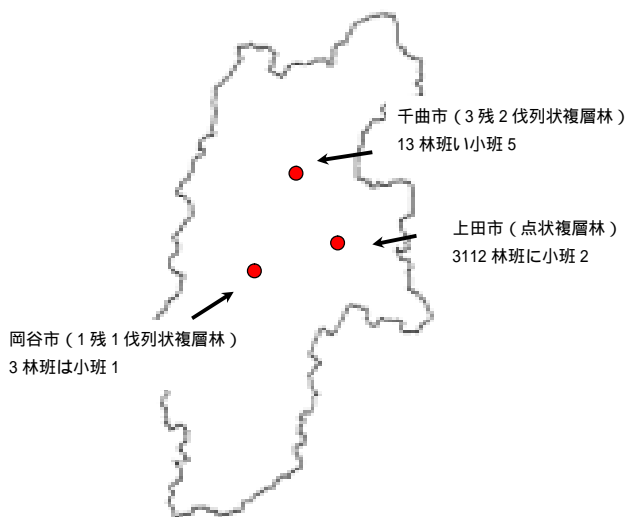 千曲市（3残2伐列状複層林）
13林班い小班5
上田市（点状複層林）
3112林班に小班2
岡谷市（1残1伐列状複層林）
3林班は小班1